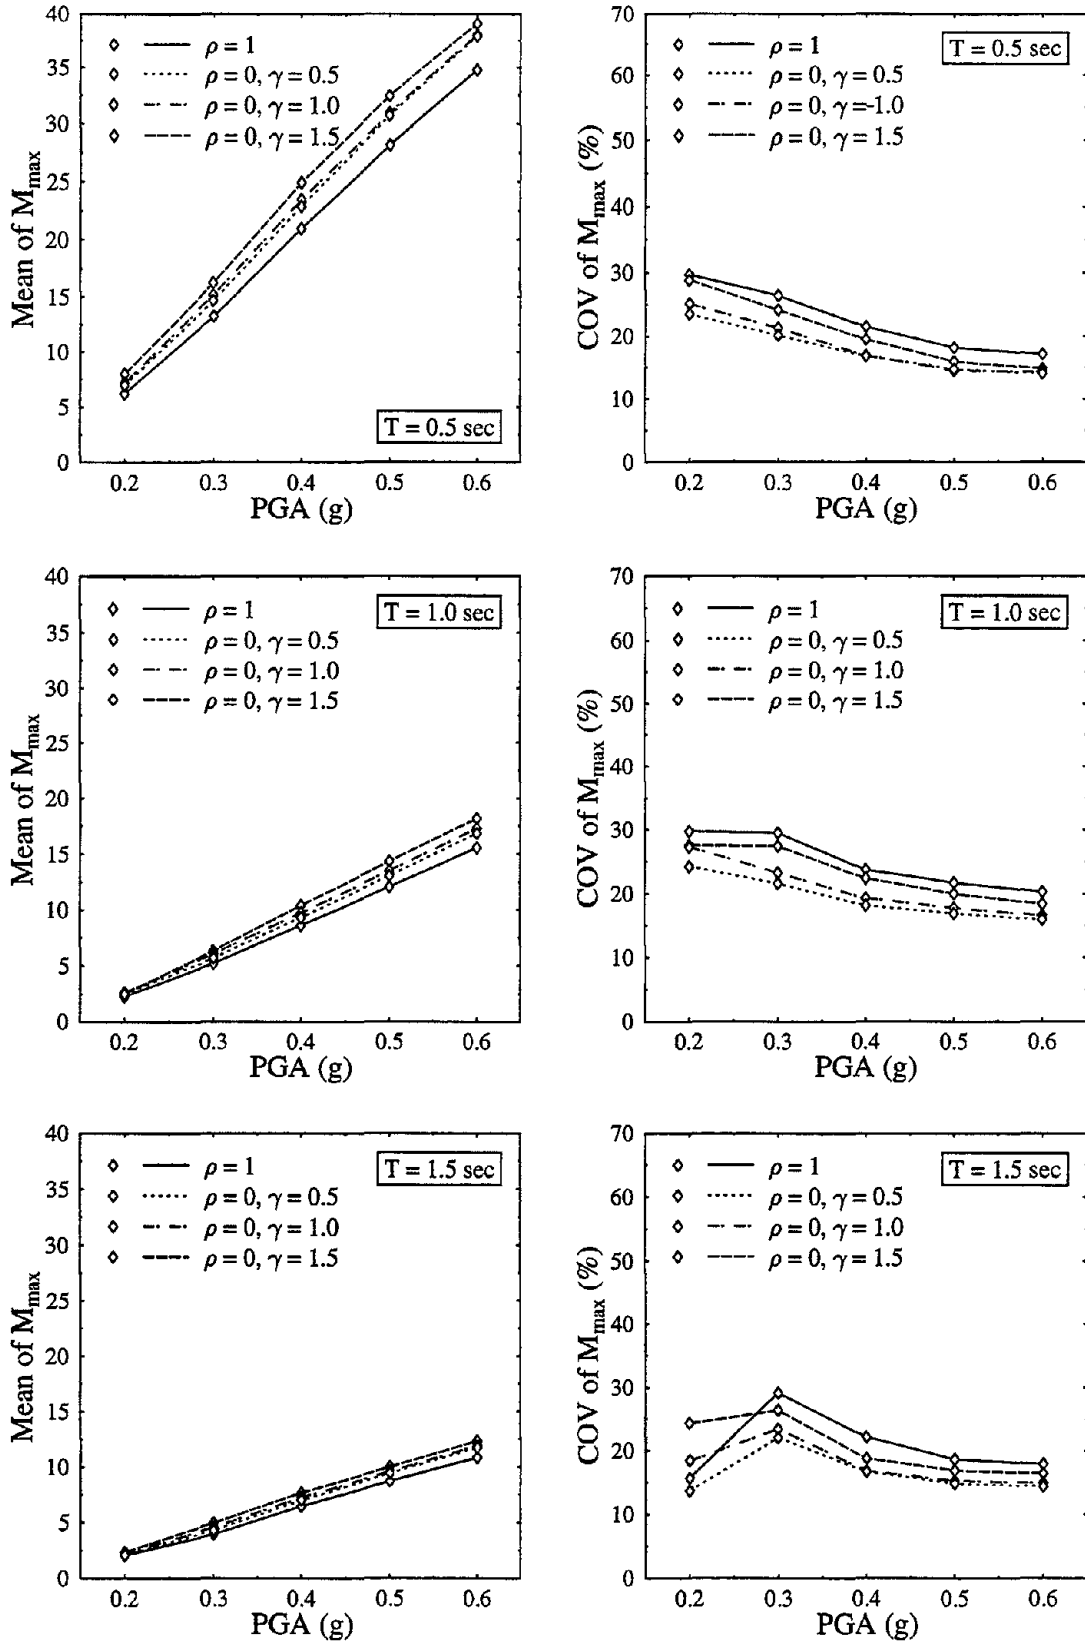 40
35
30
25
20
15
10
5
0
Mean of M_max
ρ = 1
ρ = 0, γ = 0.5
ρ = 0, γ = 1.0
ρ = 0, γ = 1.5
T = 0.5 sec
0.2 0.3 0.4 0.5 0.6
PGA (g)
70
60
50
40
30
20
10
0
COV of M_max (%)
ρ = 1
ρ = 0, γ = 0.5
ρ = 0, γ =-1.0
ρ = 0, γ = 1.5
T = 0.5 sec
0.2 0.3 0.4 0.5 0.6
PGA (g)
40
35
30
25
20
15
10
5
0
Mean of M_max
ρ = 1
ρ = 0, γ = 0.5
ρ = 0, γ = 1.0
ρ = 0, γ = 1.5
T = 1.0 sec
0.2 0.3 0.4 0.5 0.6
PGA (g)
70
60
50
40
30
20
10
0
COV of M_max (%)
ρ = 1
ρ = 0, γ = 0.5
ρ = 0, γ = 1.0
ρ = 0, γ = 1.5
T = 1.0 sec
0.2 0.3 0.4 0.5 0.6
PGA (g)
40
35
30
25
20
15
10
5
0
Mean of M_max
ρ = 1
ρ = 0, γ = 0.5
ρ = 0, γ = 1.0
ρ = 0, γ = 1.5
T = 1.5 sec
0.2 0.3 0.4 0.5 0.6
PGA (g)
70
60
50
40
30
20
10
0
COV of M_max (%)
ρ = 1
ρ = 0, γ = 0.5
ρ = 0, γ = 1.0
ρ = 0, γ = 1.5
T = 1.5 sec
0.2 0.3 0.4 0.5 0.6
PGA (g)